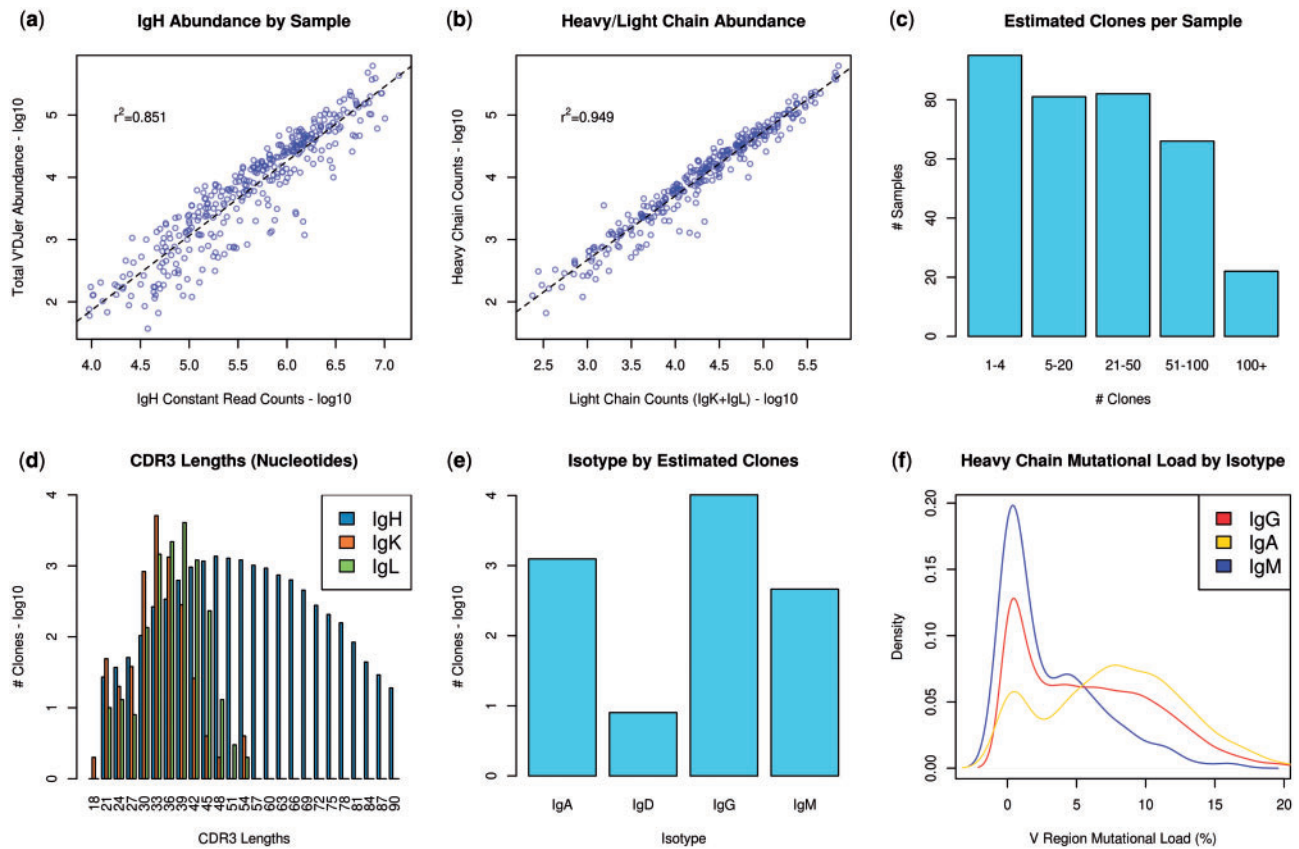 (a) IgH Abundance by Sample
r²=0.851
Total V'DJer Abundance - log10
5
4
3
2
4.0 4.5 5.0 5.5 6.0 6.5 7.0
IgH Constant Read Counts - log10
(b) Heavy/Light Chain Abundance
r²=0.949
Heavy Chain Counts - log10
5
4
3
2
2.5 3.0 3.5 4.0 4.5 5.0 5.5
Light Chain Counts (IgK+IgL) - log10
(c) Estimated Clones per Sample
# Samples
80
60
40
20
0
1-4 5-20 21-50 51-100 100+
# Clones
(d) CDR3 Lengths (Nucleotides)
IgH
IgK
IgL
# Clones - log10
4
3
2
1
0
18 21 24 27 30 33 36 39 42 45 48 51 54 57 60 63 66 69 72 75 78 81 84 87 90
CDR3 Lengths
(e) Isotype by Estimated Clones
# Clones - log10
4
3
2
1
0
IgA IgD IgG IgM
Isotype
(f) Heavy Chain Mutational Load by Isotype
IgG
IgA
IgM
Density
0.20
0.15
0.10
0.05
0.00
0 5 10 15 20
V Region Mutational Load (%)